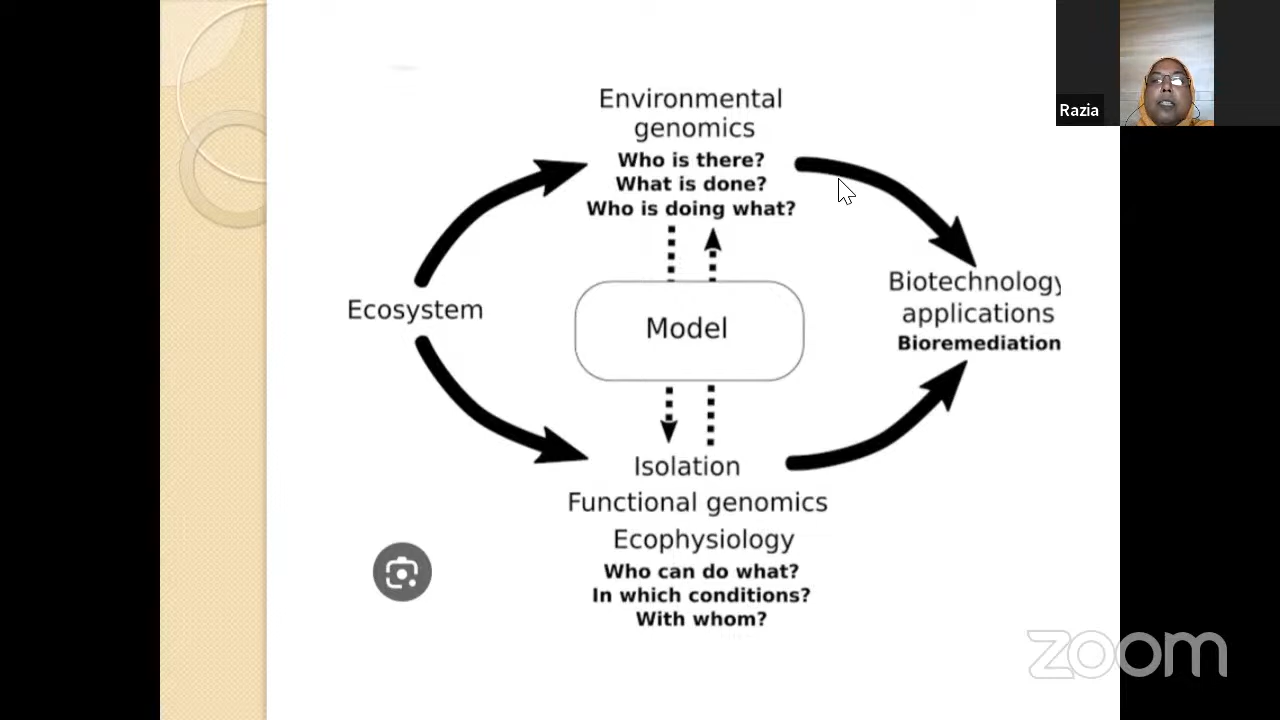 Razia
Environmental
genomics
Who is there?
What is done?
Who is doing what?
Ecosystem
Model
Biotechnology
applications
Bioremediation
Isolation
Functional genomics
Ecophysiology
Who can do what?
In which conditions?
With whom?
zoom